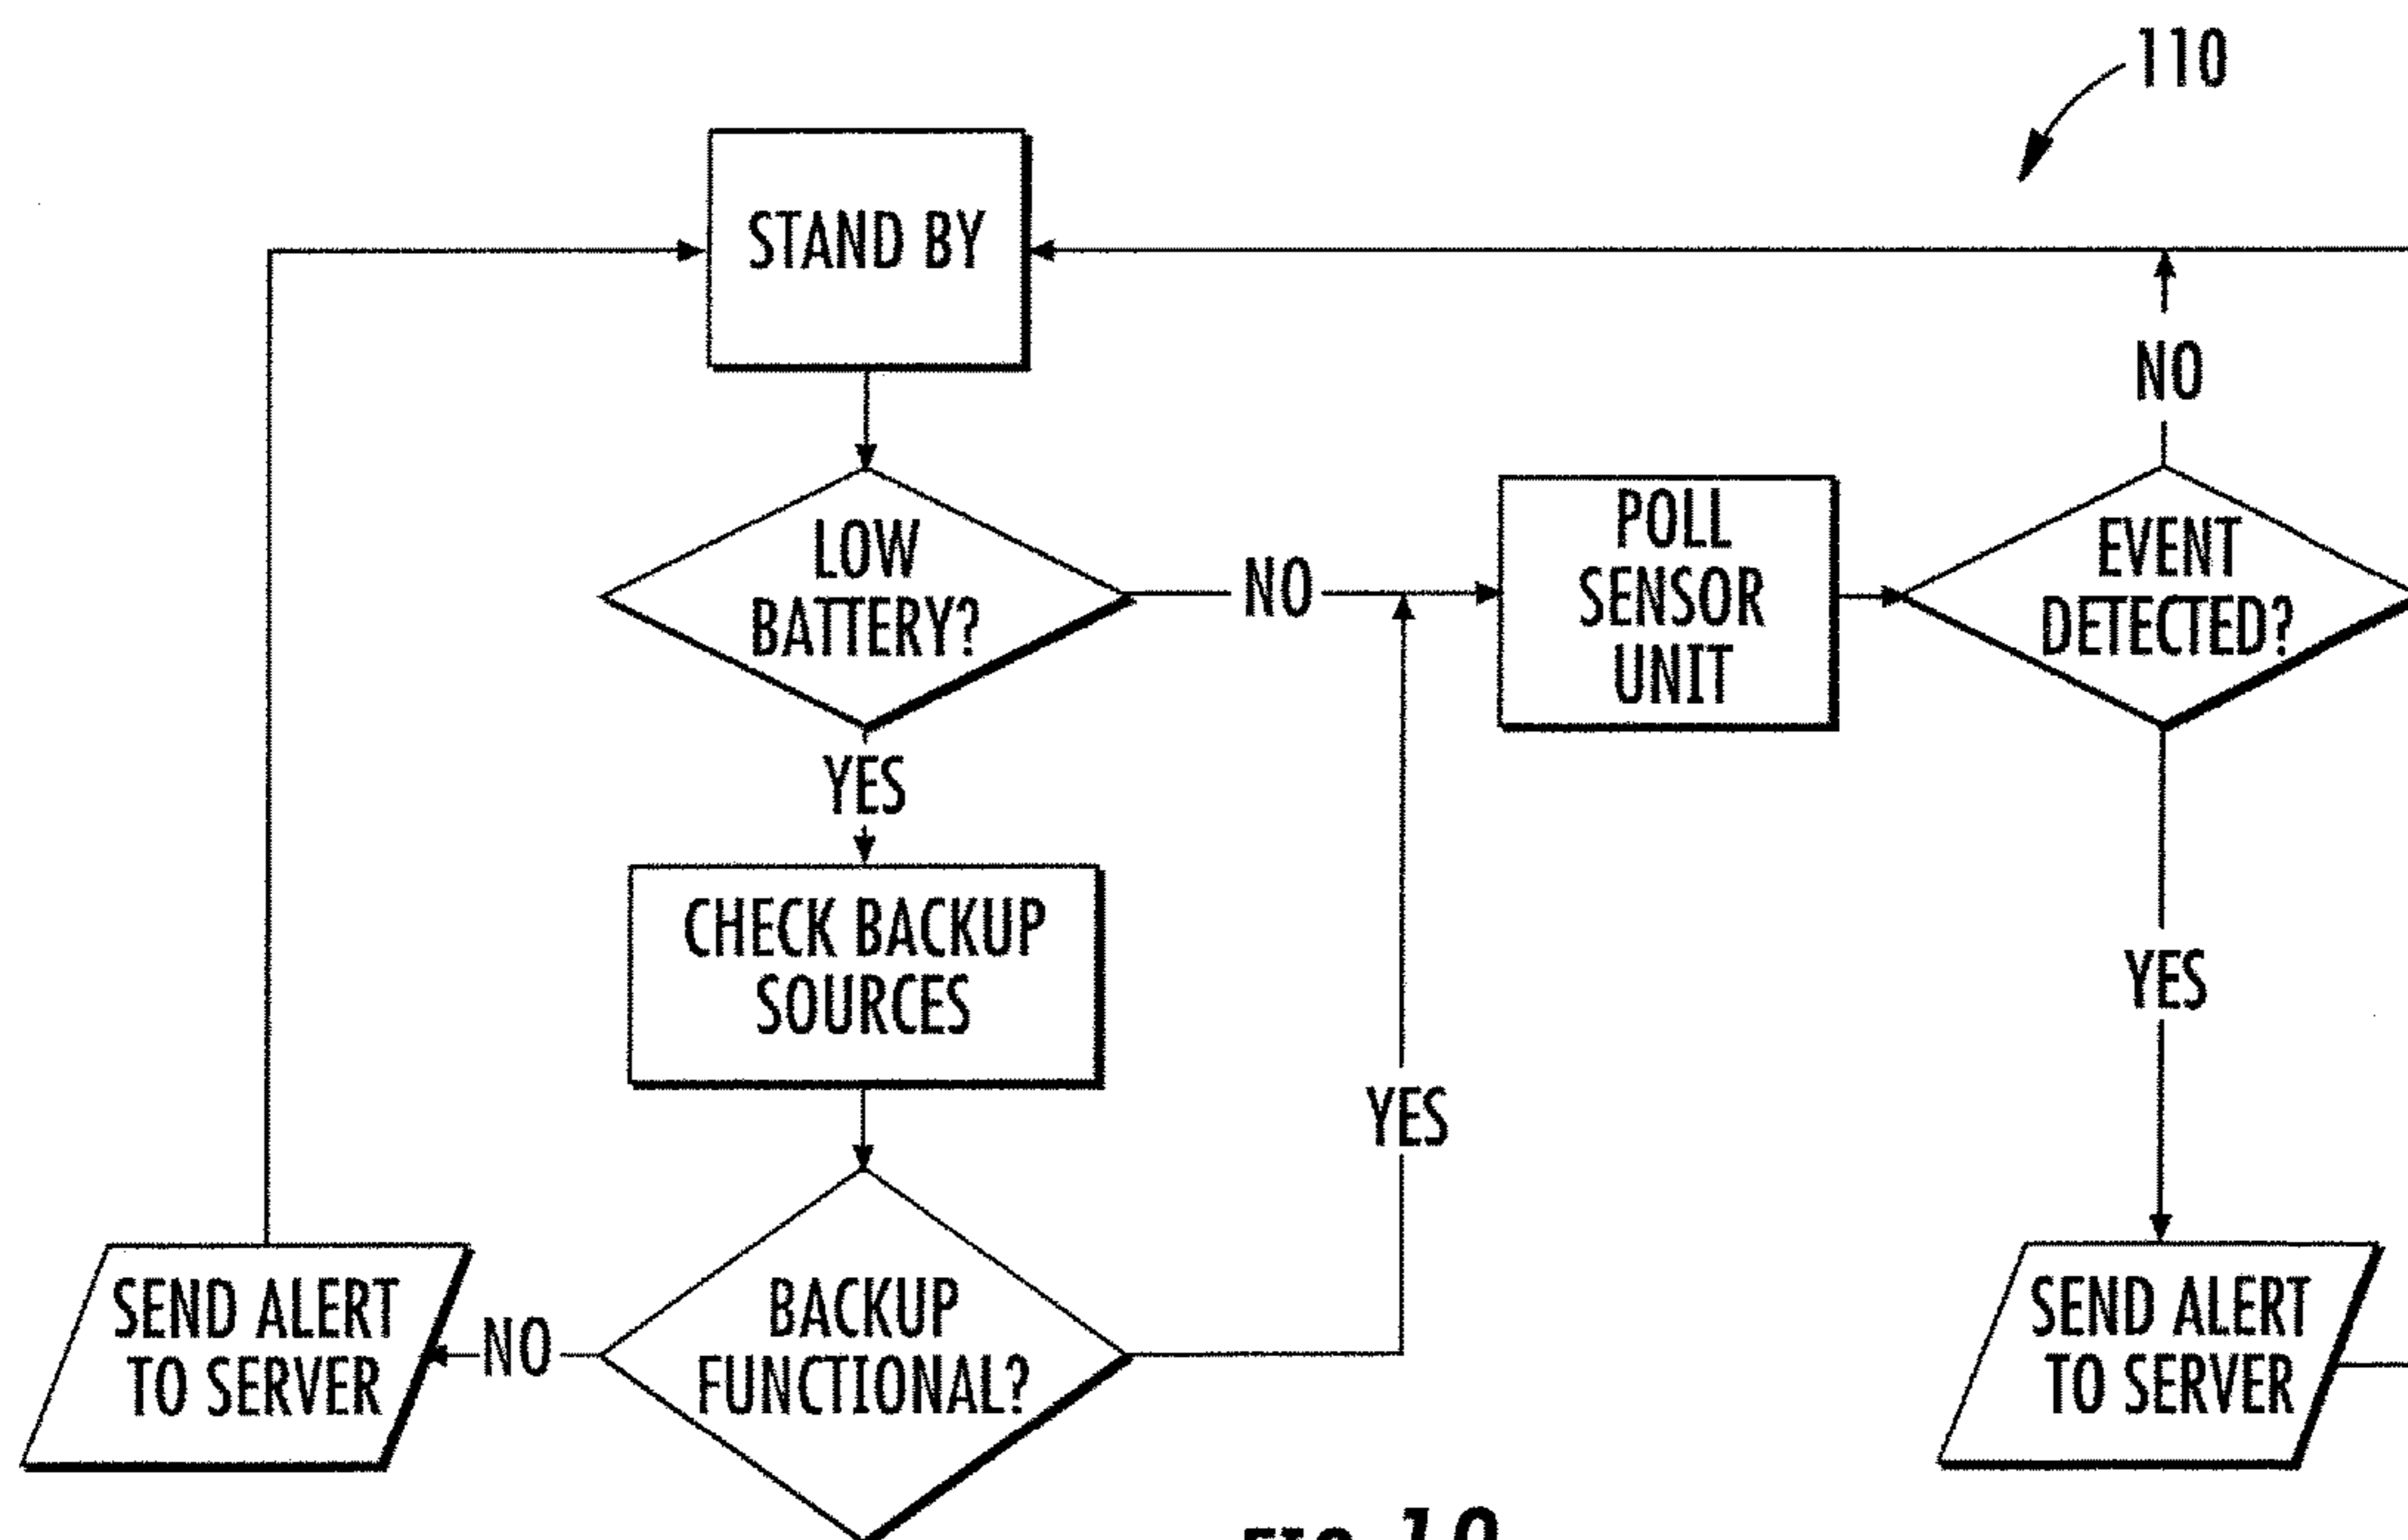 110
STAND BY
NO
LOW
BATTERY?
NO
POLL
SENSOR
UNIT
EVENT
DETECTED?
YES
CHECK BACKUP
SOURCES
YES
YES
SEND ALERT
TO SERVER
NO
BACKUP
FUNCTIONAL?
SEND ALERT
TO SERVER